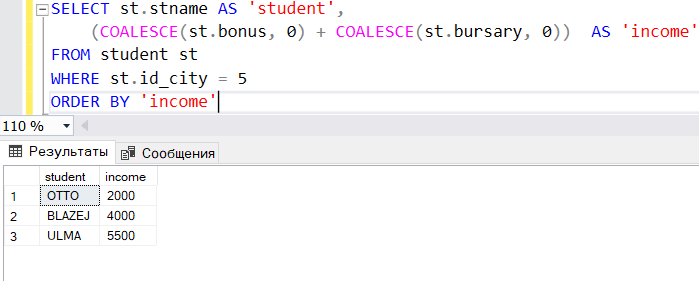 SELECT st.stname AS 'student',
(COALESCE(st.bonus, 0) + COALESCE(st.bursary, 0)) AS 'income'
FROM student st
WHERE st.id_city = 5
ORDER BY 'income'
110 %
Результаты Сообщения
student income
1 OTTO 2000
2 BLAZEJ 4000
3 ULMA 5500